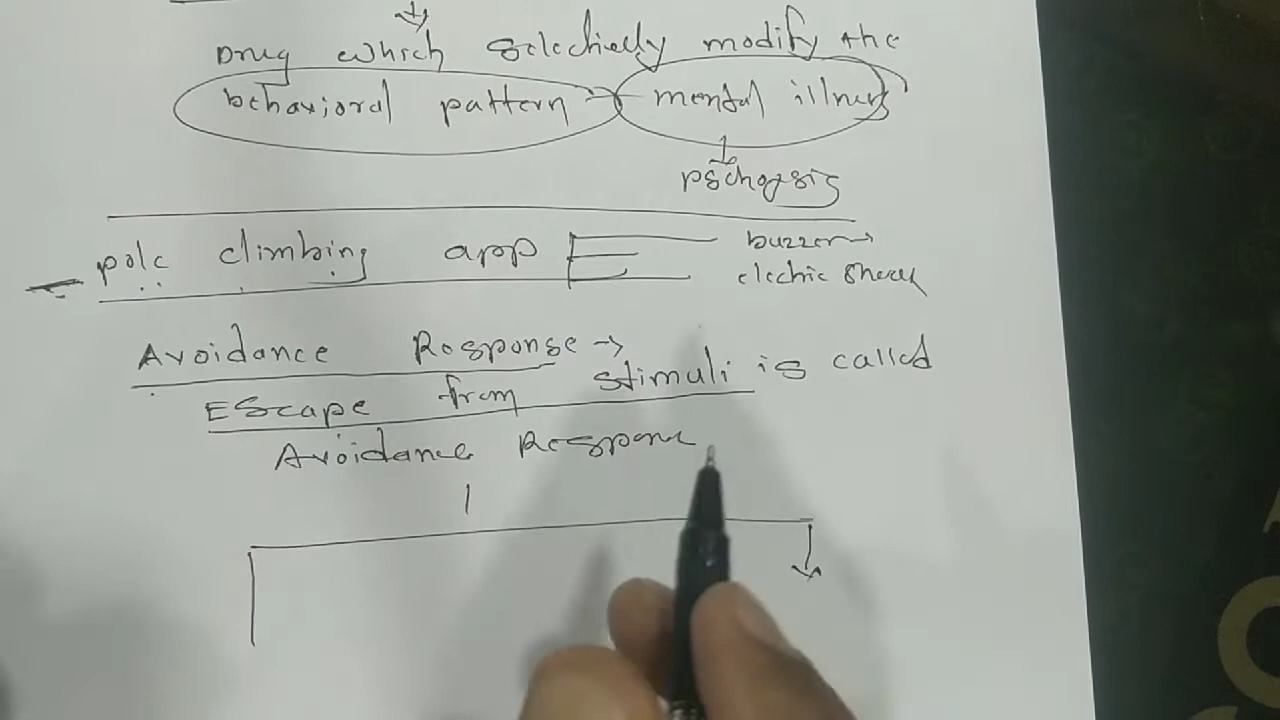 Drug which selectively modify the
behavioral pattern mental illness
pschosis
pole climbing app
buzzer
electric shock
Avoidance Response →
Escape from stimuli is called
Avoidance Response